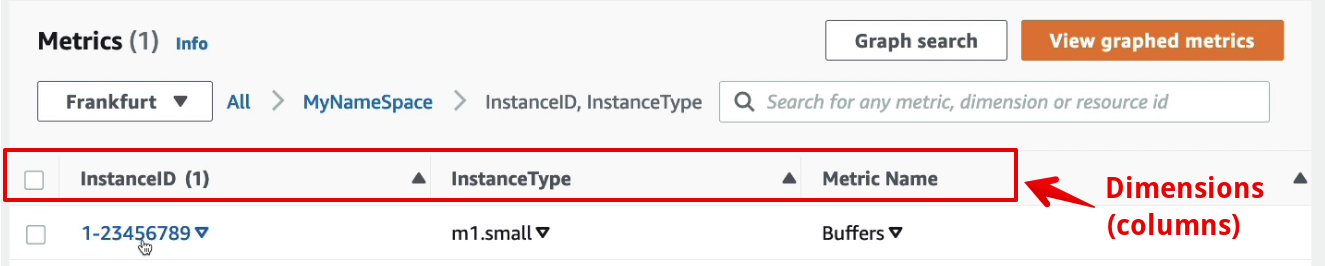 Metrics (1) Info
Graph search
View graphed metrics
Frankfurt ▼
All > MyNameSpace > InstanceID, InstanceType
Search for any metric, dimension or resource id
InstanceID (1) ▲ InstanceType ▲ Metric Name ▲
1-23456789 ▽ m1.small ▽ Buffers ▽
Dimensions
(columns)